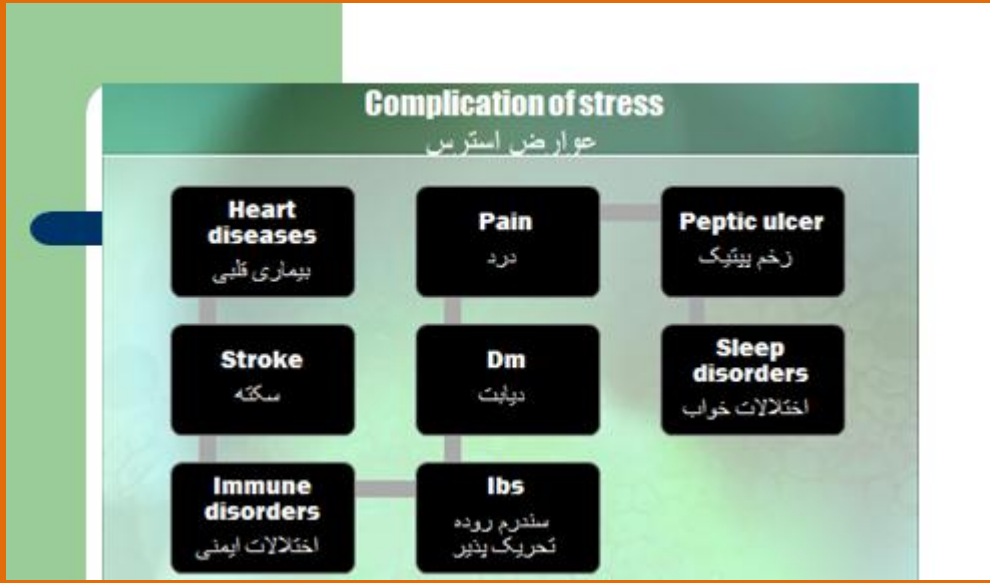 Complication of stress
عوارض استرس
Heart
diseases
بیماری قلبی
Stroke
سکته
Immune
disorders
اختلالات ایمنی
Ibs
سندرم روده
تحریک پذیر
Dm
دیابت
Pain
درد
Peptic ulcer
زخم پپتیک
Sleep
disorders
اختلالات خواب